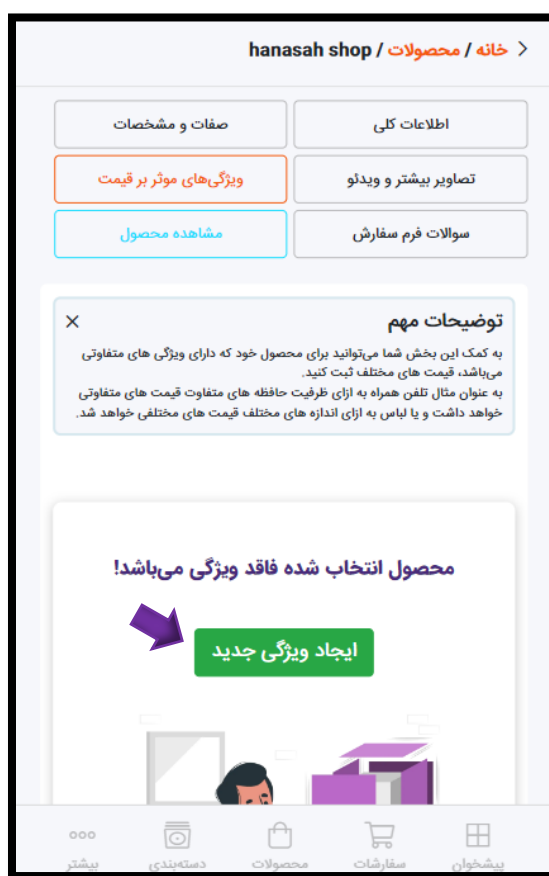 خانه / محصولات / hanasah shop
اطلاعات کلی
صفات و مشخصات
تصاویر بیشتر و ویدئو
ویژگی‌های موثر بر قیمت
سوالات فرم سفارش
مشاهده محصول
توضیحات مهم
به کمک این بخش شما می‌توانید برای محصول خود که دارای ویژگی های متفاوتی
می‌باشد، قیمت های مختلف ثبت کنید.
به عنوان مثال تلفن همراه به ازای ظرفیت حافظه های متفاوت قیمت های متفاوتی
خواهد داشت و یا لباس به ازای اندازه های مختلف قیمت های مختلفی خواهد شد.
محصول انتخاب شده فاقد ویژگی می‌باشد!
ایجاد ویژگی جدید
پیشخوان
سفارشات
محصولات
دسته‌بندی
بیشتر